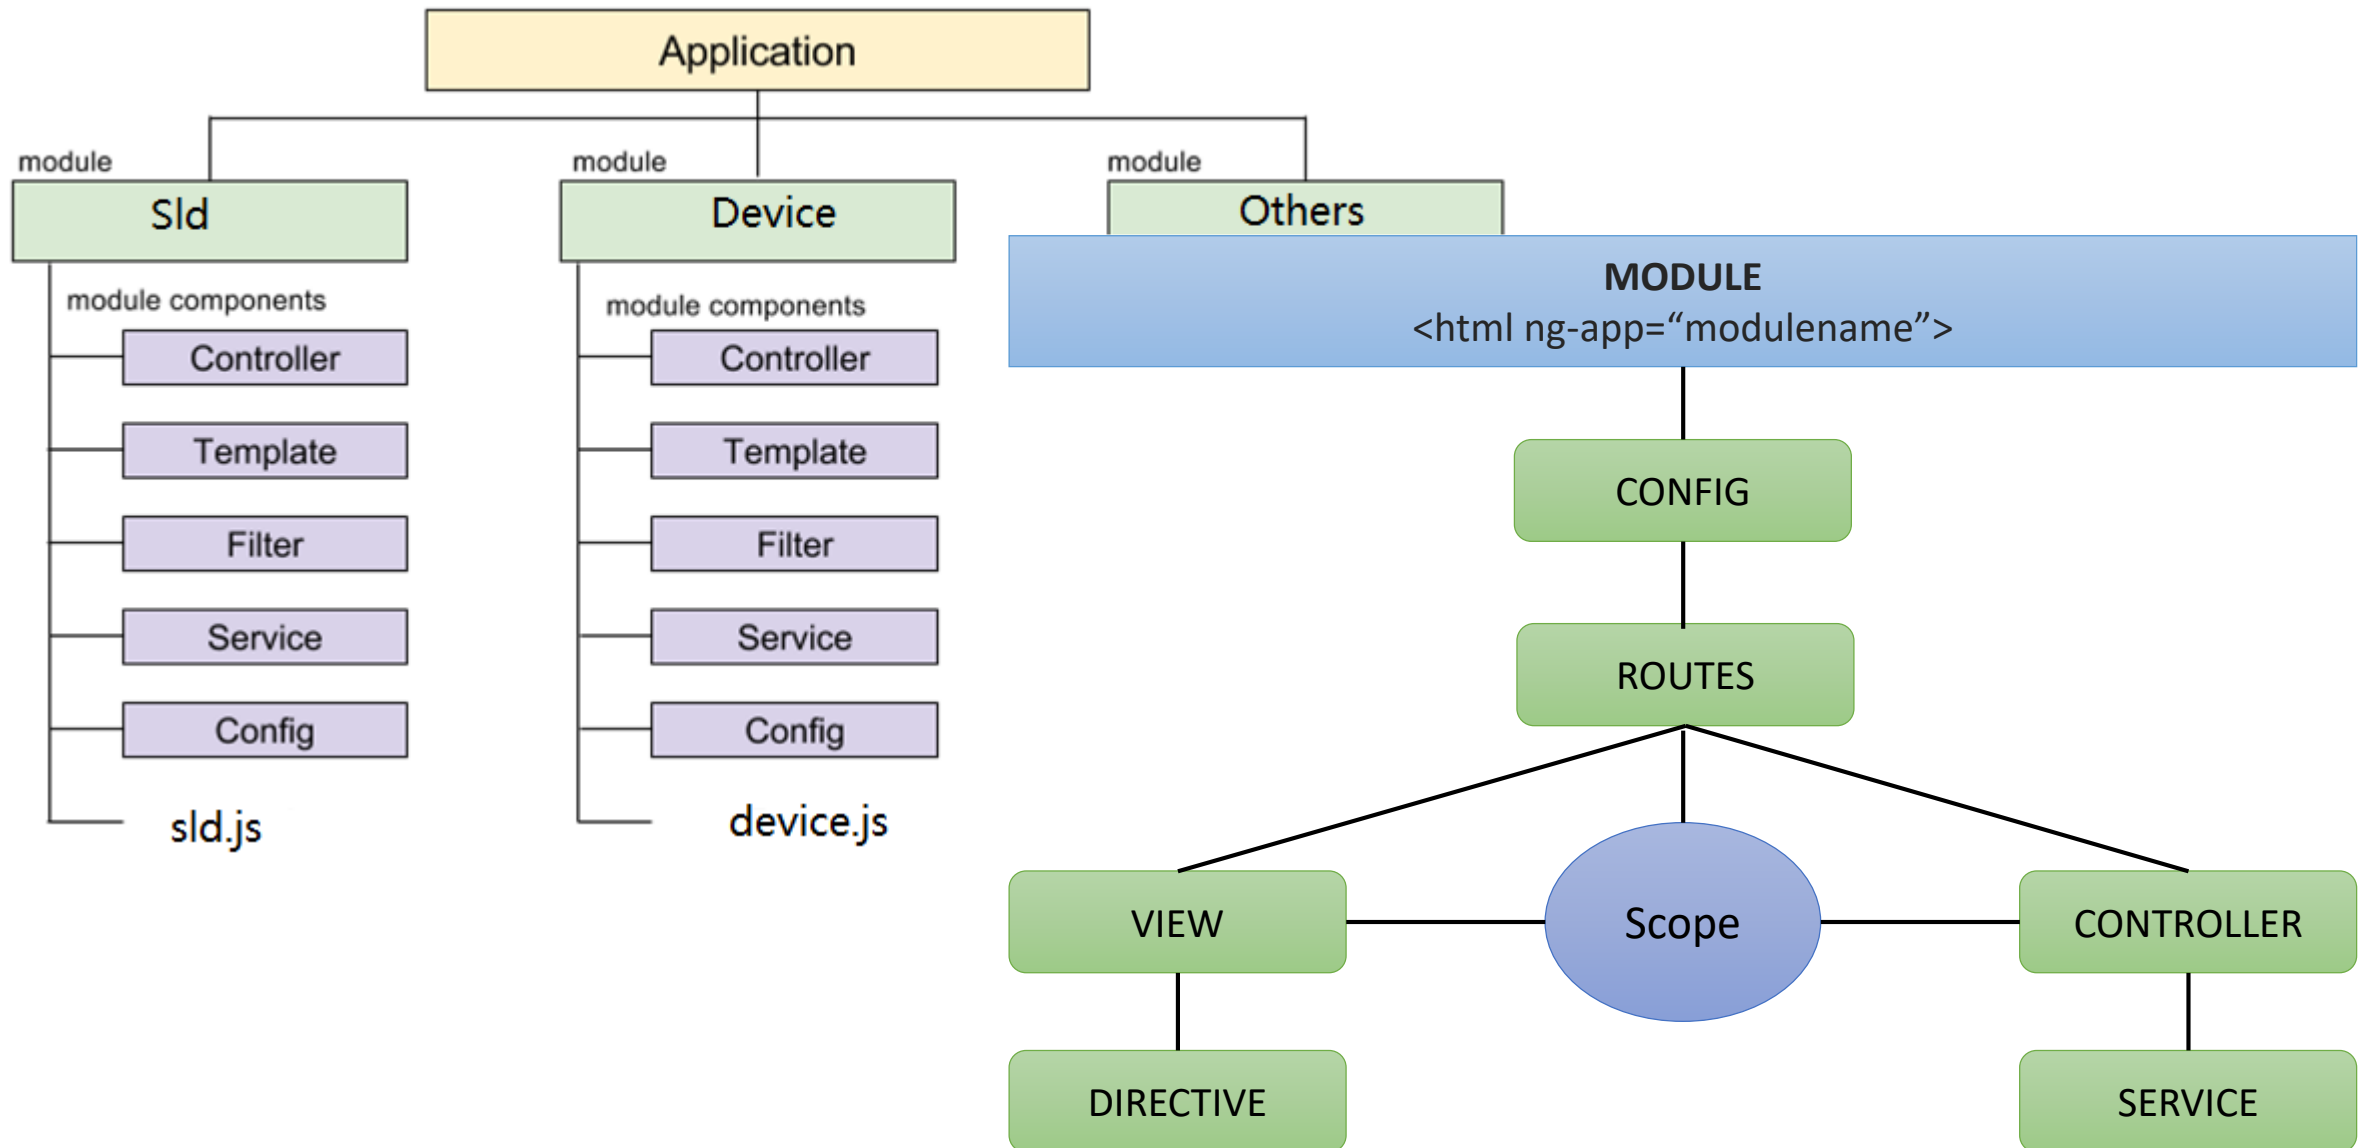 Application
module
module
module
Sld
Device
Others
module components
Controller
Template
Filter
Service
Config
sld.js
module components
Controller
Template
Filter
Service
Config
device.js
MODULE
<html ng-app=“modulename”>
CONFIG
ROUTES
VIEW
Scope
CONTROLLER
DIRECTIVE
SERVICE